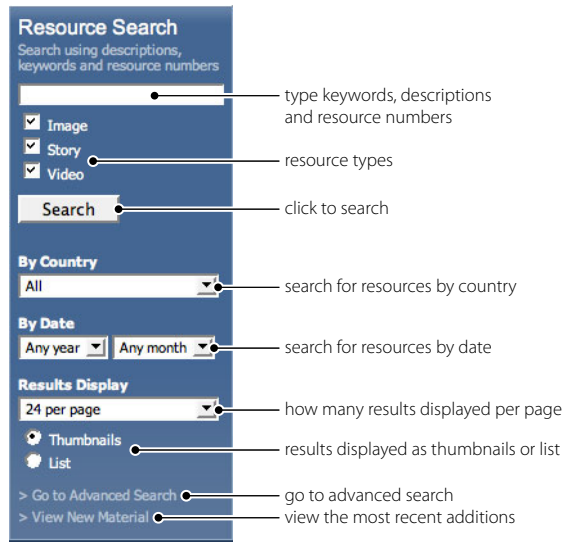 Resource Search
Search using descriptions,
keywords and resource numbers
type keywords, descriptions
and resource numbers
Image
Story
Video
resource types
Search
click to search
By Country
All
search for resources by country
By Date
Any year
Any month
search for resources by date
Results Display
24 per page
how many results displayed per page
Thumbnails
List
results displayed as thumbnails or list
> Go to Advanced Search
go to advanced search
> View New Material
view the most recent additions